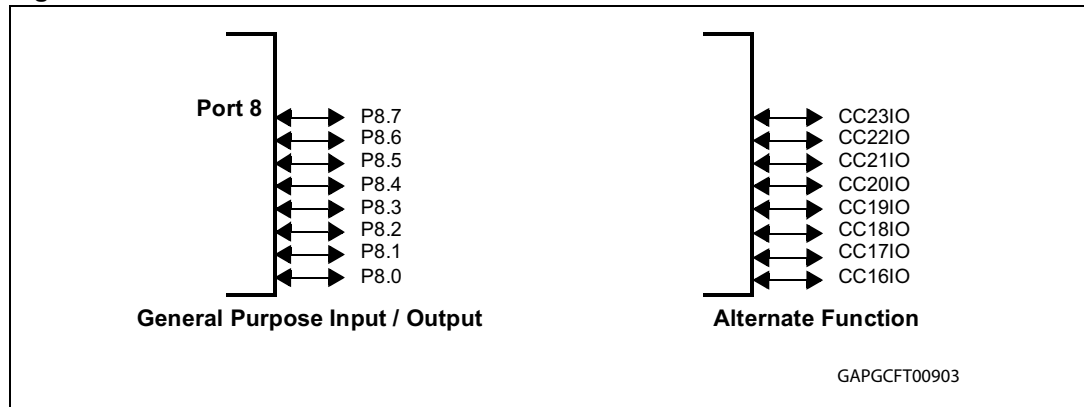 Port 8
P8.7
P8.6
P8.5
P8.4
P8.3
P8.2
P8.1
P8.0
General Purpose Input / Output
CC23IO
CC22IO
CC21IO
CC20IO
CC19IO
CC18IO
CC17IO
CC16IO
Alternate Function
GAPGCFT00903